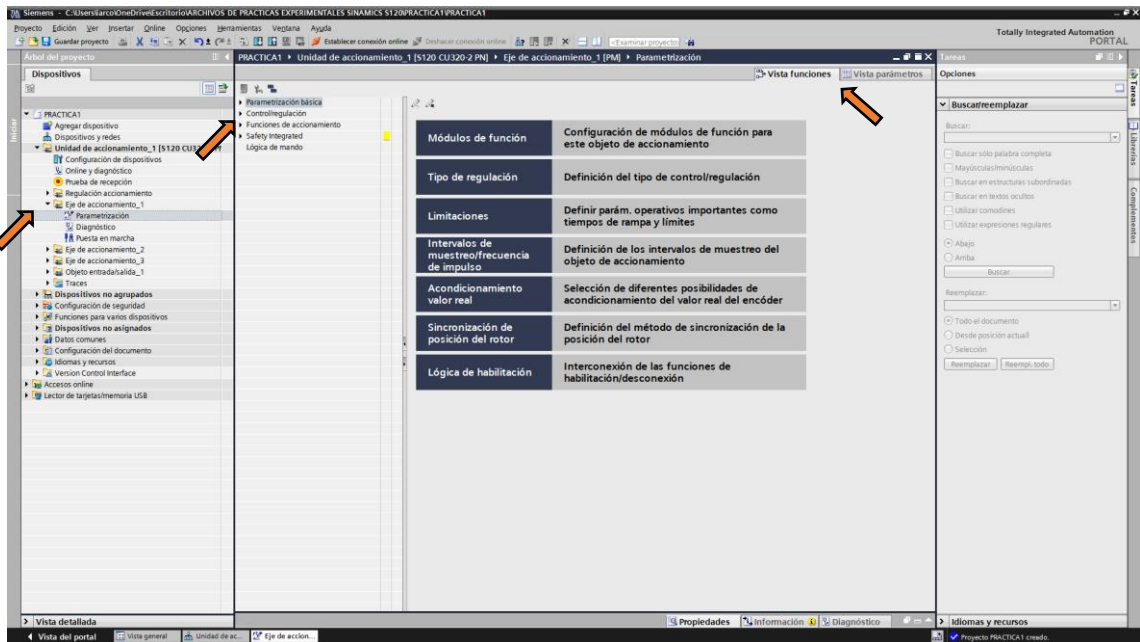 Siemens - C:\Users\larco\OneDrive\Escritorio\ARCHIVOS DE PRACTICAS EXPERIMENTALES SINAMICS S120\PRACTICA1\PRACTICA1
Proyecto Edición Ver Insertar Online Opciones Herramientas Ventana Ayuda
Totally Integrated Automation
PORTAL
Guardar proyecto
Establecer conexión online
Deshacer conexión online
<Examinar proyecto>
Árbol del proyecto
PRACTICA1 ▸ Unidad de accionamiento_1 [S120 CU320-2 PN] ▸ Eje de accionamiento_1 [PM] ▸ Parametrización
Tareas
Dispositivos
Vista funciones
Vista parámetros
Opciones
Iniciar
PRACTICA1
Agregar dispositivo
Dispositivos y redes
Unidad de accionamiento_1 [S120 CU32
Configuración de dispositivos
Online y diagnóstico
Prueba de recepción
Regulación accionamiento
Eje de accionamiento_1
Parametrización
Diagnóstico
Puesta en marcha
Eje de accionamiento_2
Eje de accionamiento_3
Objeto entrada/salida_1
Traces
Dispositivos no agrupados
Configuración de seguridad
Funciones para varios dispositivos
Dispositivos no asignados
Datos comunes
Configuración del documento
Idiomas y recursos
Version Control Interface
Accesos online
Lector de tarjetas/memoria USB
Parametrización básica
Control/regulación
Funciones de accionamiento
Safety Integrated
Lógica de mando
Módulos de función
Configuración de módulos de función para
este objeto de accionamiento
Tipo de regulación
Definición del tipo de control/regulación
Limitaciones
Definir parám. operativos importantes como
tiempos de rampa y límites
Intervalos de
muestreo/frecuencia
de impulso
Definición de los intervalos de muestreo del
objeto de accionamiento
Acondicionamiento
valor real
Selección de diferentes posibilidades de
acondicionamiento del valor real del encóder
Sincronización de
posición del rotor
Definición del método de sincronización de la
posición del rotor
Lógica de habilitación
Interconexión de las funciones de
habilitación/desconexión
Buscar/reemplazar
Buscar:
Buscar sólo palabra completa
Mayúsculas/minúsculas
Buscar en estructuras subordinadas
Buscar en textos ocultos
Utilizar comodines
Utilizar expresiones regulares
Abajo
Arriba
Buscar
Reemplazar:
Todo el documento
Desde posición actuall
Selección
Reemplazar
Reempl. todo
Tareas
Librerías
Complementos
Vista detallada
Propiedades
Información
Diagnóstico
Idiomas y recursos
Vista del portal
Vista general
Unidad de ac...
Eje de accion...
Proyecto PRACTICA1 creado.